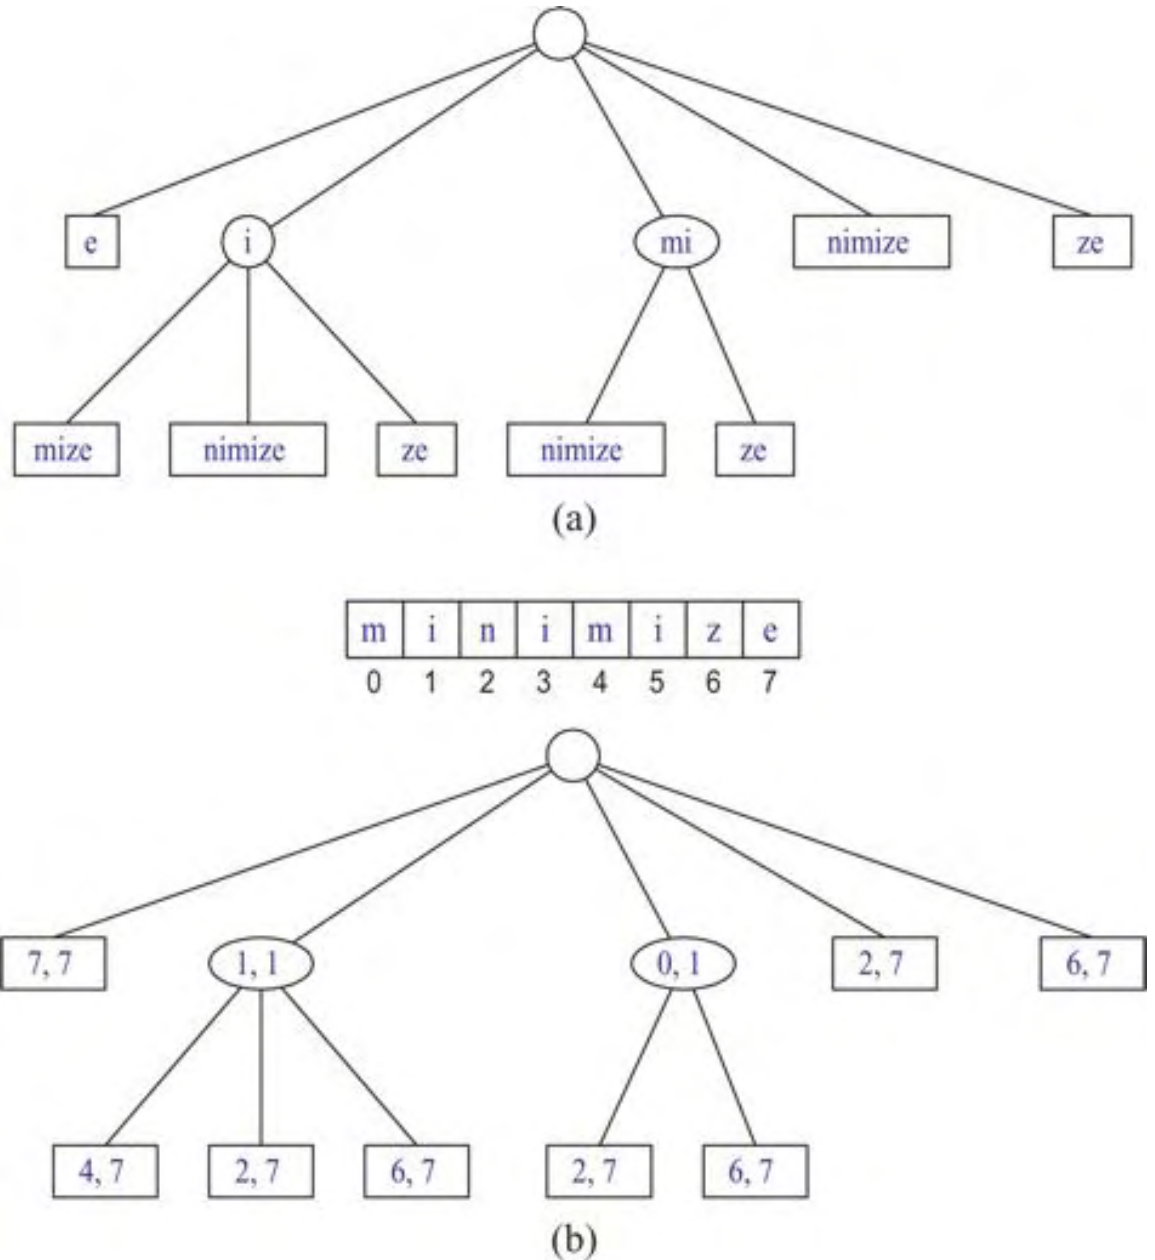 e i mi nimize ze
mize nimize ze nimize ze
(a)
m i n i m i z e
0 1 2 3 4 5 6 7
7, 7 1, 1 0, 1 2, 7 6, 7
4, 7 2, 7 6, 7 2, 7 6, 7
(b)